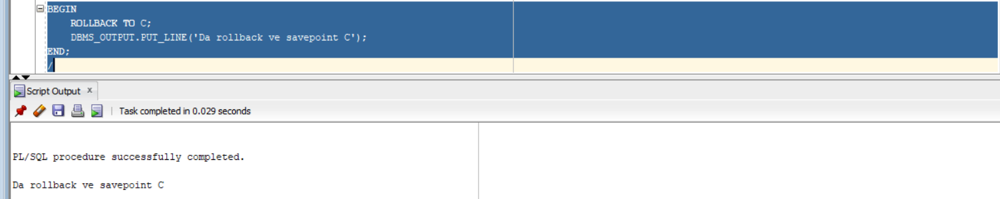 BEGIN
ROLLBACK TO C;
DBMS_OUTPUT.PUT_LINE('Da rollback ve savepoint C');
END;
/
Script Output x
Task completed in 0.029 seconds
PL/SQL procedure successfully completed.
Da rollback ve savepoint C